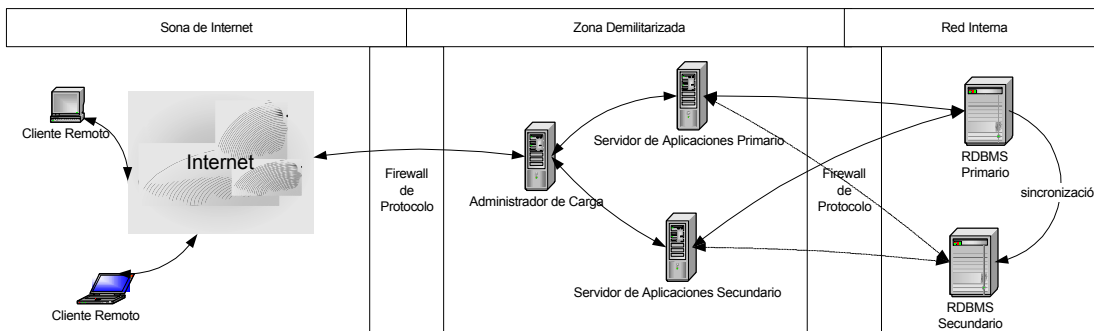 Sona de Internet
Zona Demilitarizada
Red Interna
Cliente Remoto
Internet
Cliente Remoto
Firewall
de
Protocolo
Administrador de Carga
Servidor de Aplicaciones Primario
Servidor de Aplicaciones Secundario
Firewall
de
Protocolo
RDBMS
Primario
sincronizació
RDBMS
Secundario